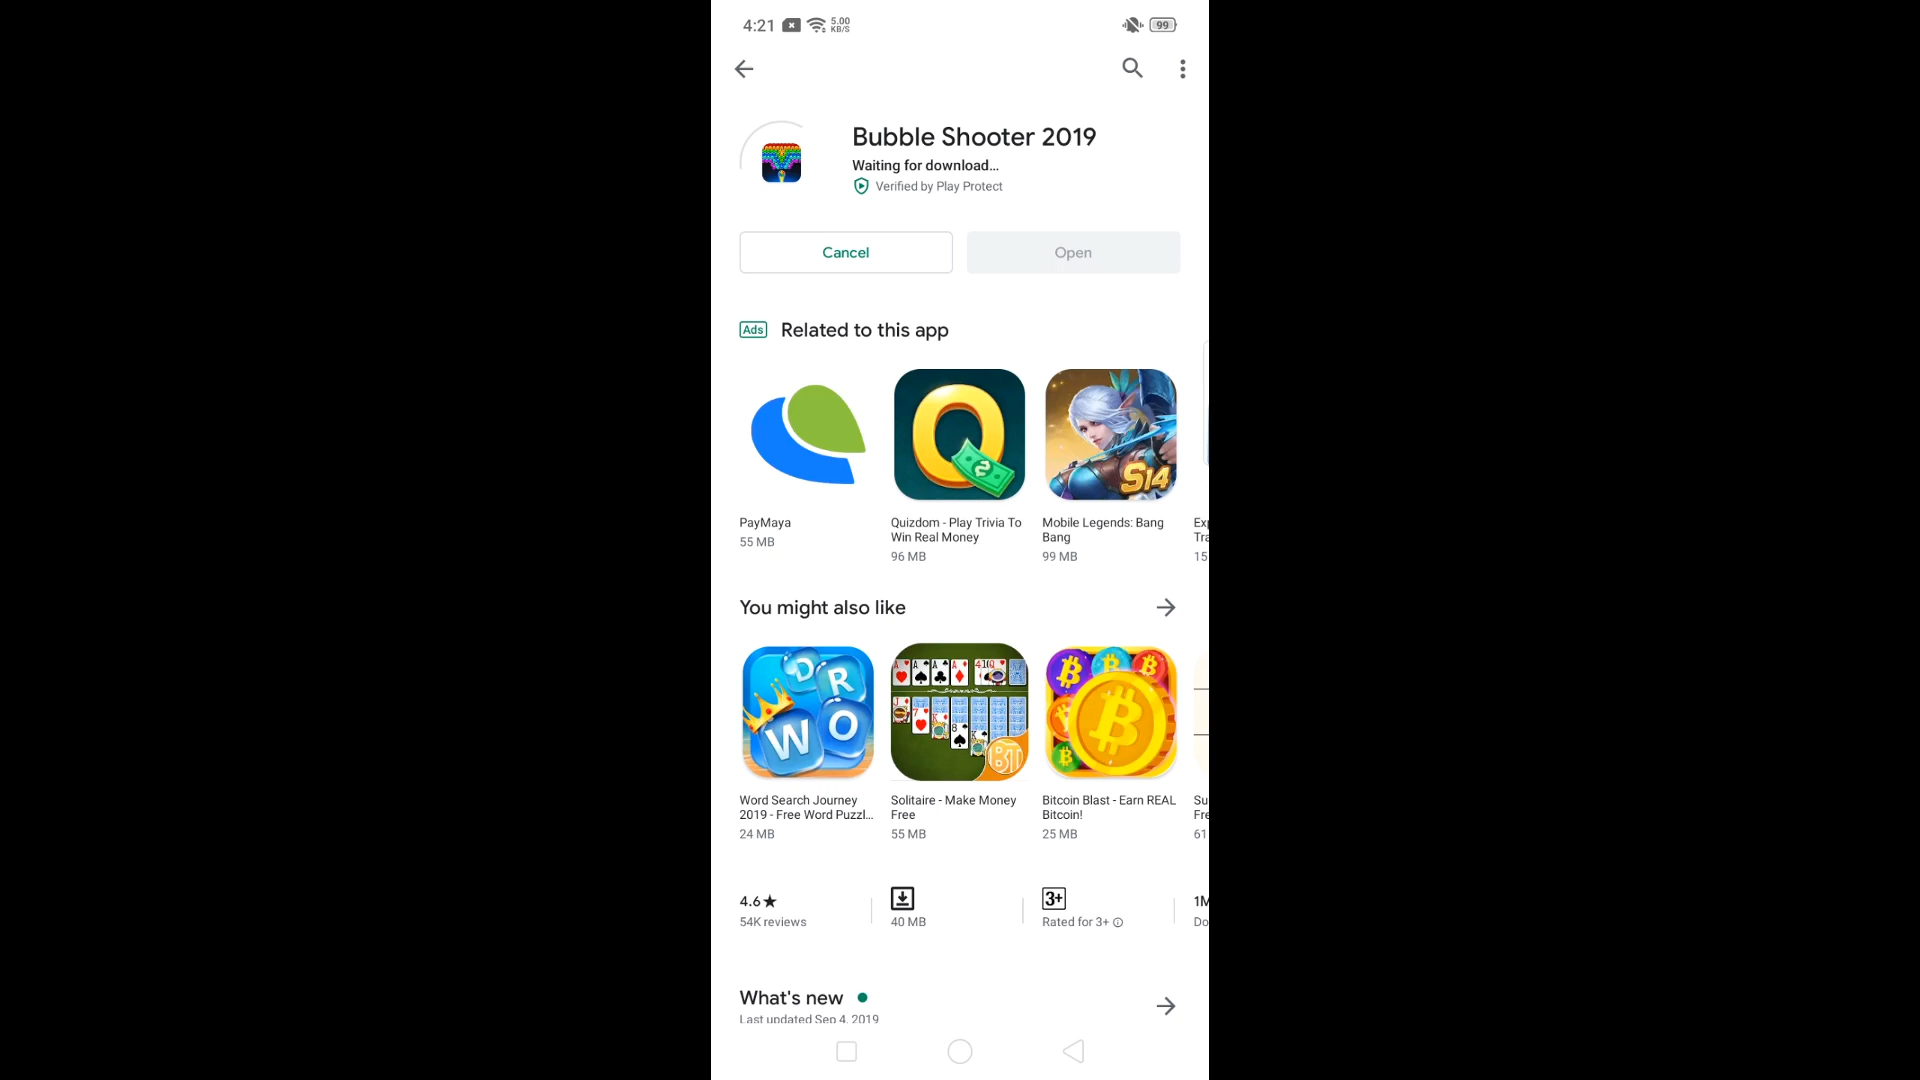 4:21
5.00
KB/S
99
Bubble Shooter 2019
Waiting for download...
Verified by Play Protect
Cancel
Open
Ads
Related to this app
S14
PayMaya
55 MB
Quizdom - Play Trivia To
Win Real Money
96 MB
Mobile Legends: Bang
Bang
99 MB
You might also like
D
R
W
O
BT
Word Search Journey
2019 - Free Word Puzzl...
24 MB
Solitaire - Make Money
Free
55 MB
Bitcoin Blast - Earn REAL
Bitcoin!
25 MB
4.6★
54K reviews
40 MB
3+
Rated for 3+
What's new
Last updated Sep 4, 2019